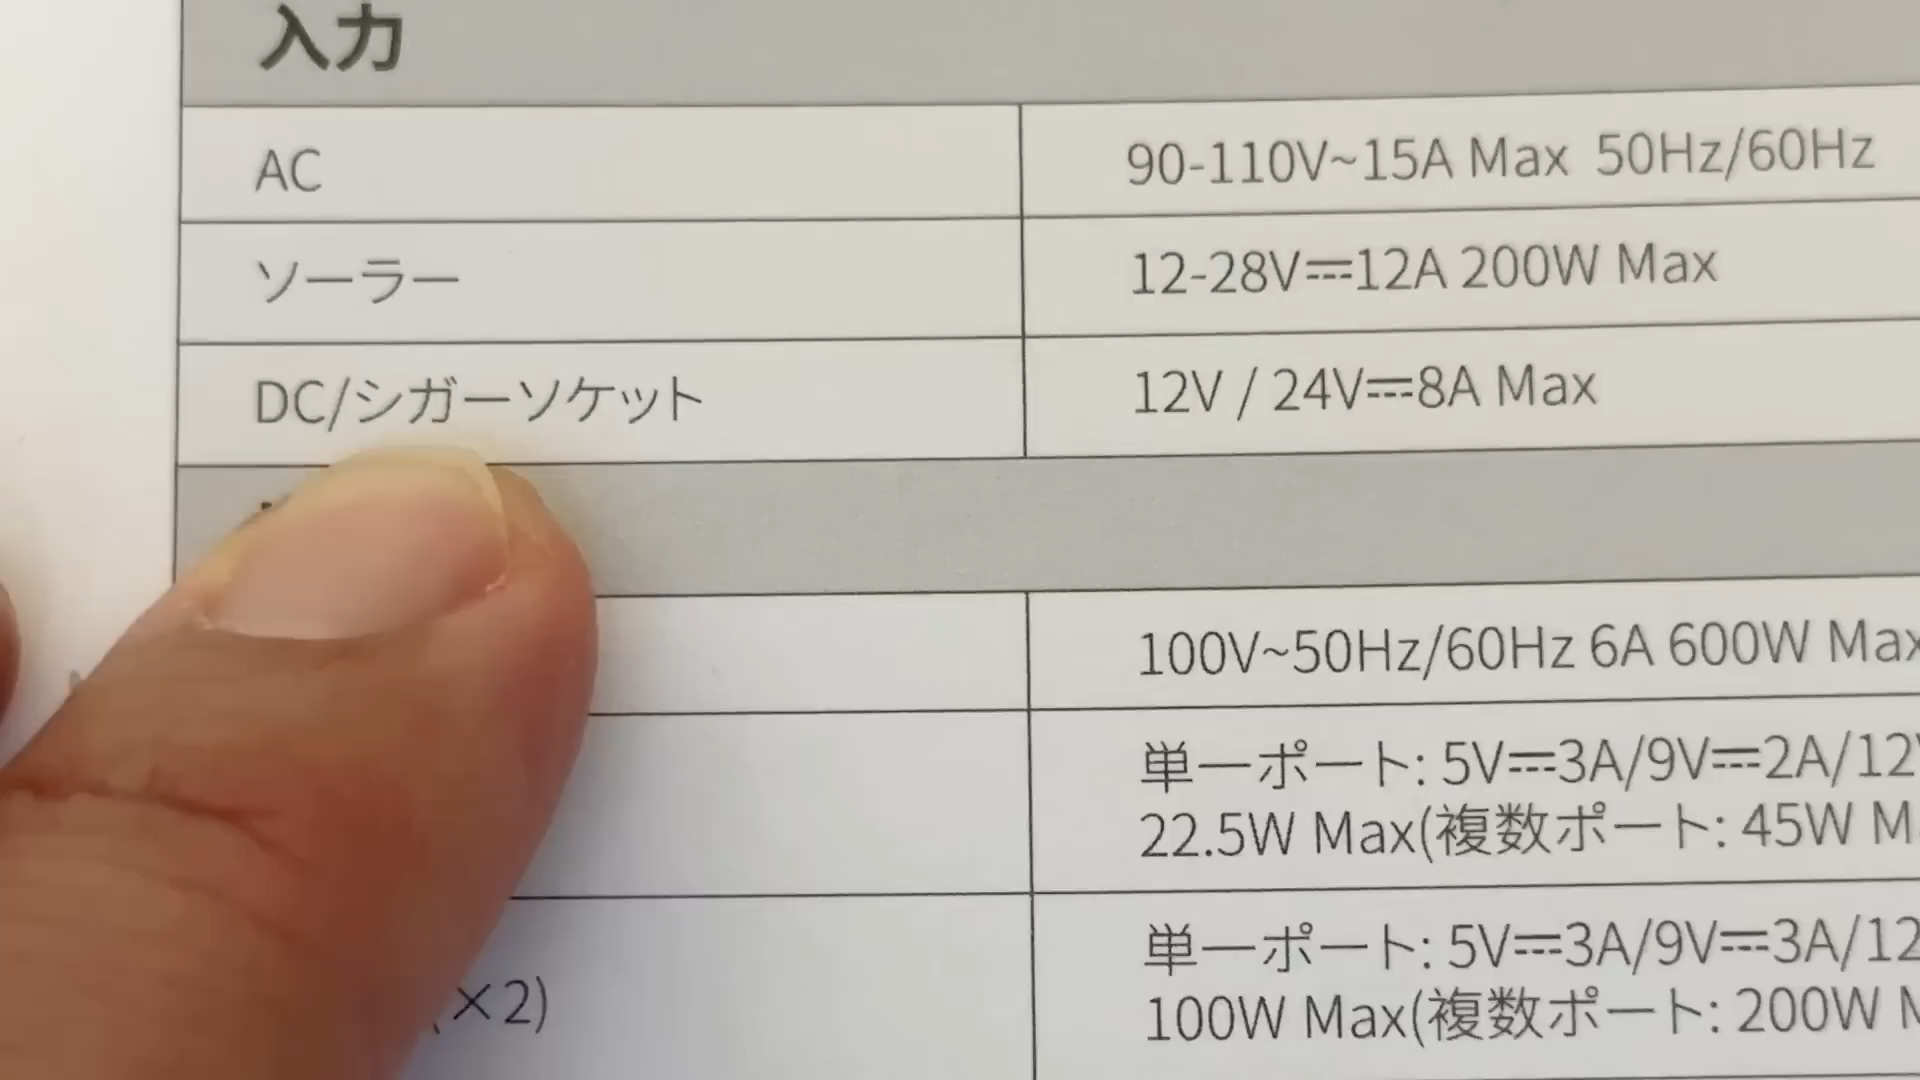 入力
AC
90-110V~15A Max 50Hz/60Hz
ソーラー
12-28V⎓12A 200W Max
DC/シガーソケット
12V / 24V⎓8A Max
100V~50Hz/60Hz 6A 600W Max
単一ポート: 5V⎓3A/9V⎓2A/12V
22.5W Max(複数ポート: 45W M
×2)
単一ポート: 5V⎓3A/9V⎓3A/12
100W Max(複数ポート: 200W M